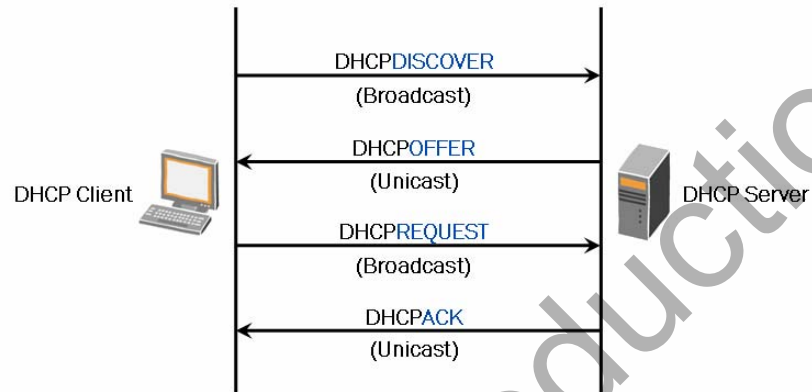 DHCPDISCOVER
(Broadcast)
DHCPOFFER
(Unicast)
DHCP Client
DHCP Server
DHCPREQUEST
(Broadcast)
DHCPACK
(Unicast)